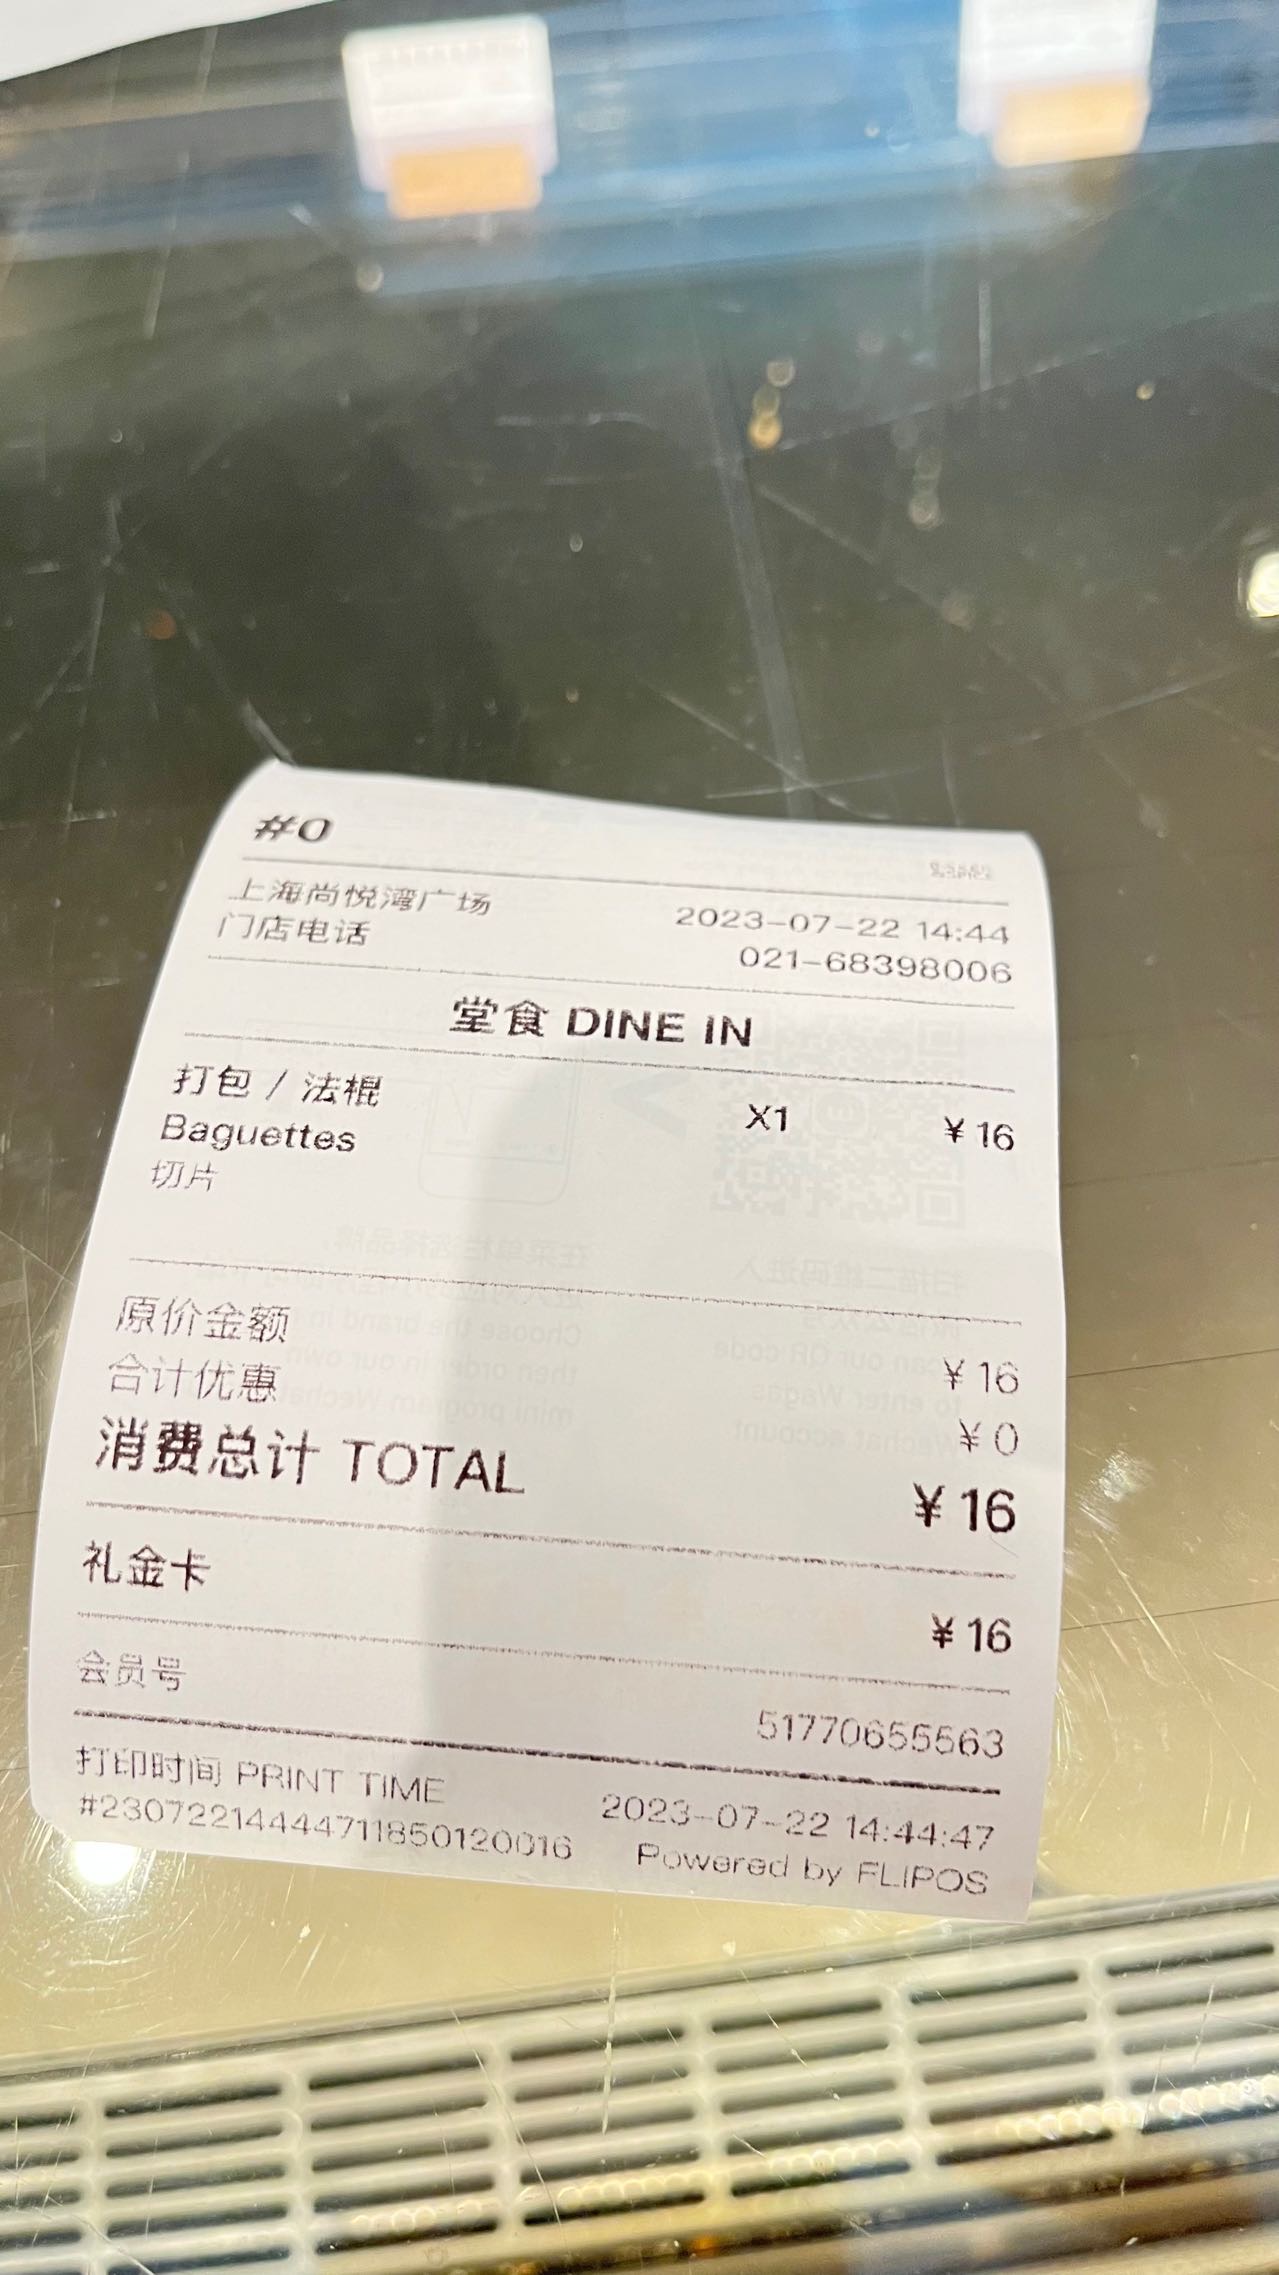 #0
上海尚悦湾广场 2023-07-22 14:44
门店电话 021-68398006
堂食 DINE IN
打包 / 法棍 X1 ¥16
Baguettes
切片
原价金额 ¥16
合计优惠 ¥0
消费总计 TOTAL ¥16
礼金卡 ¥16
会员号 51770655563
打印时间 PRINT TIME 2023-07-22 14:44:47
#23072214444711850120016 Powered by FLIPOS